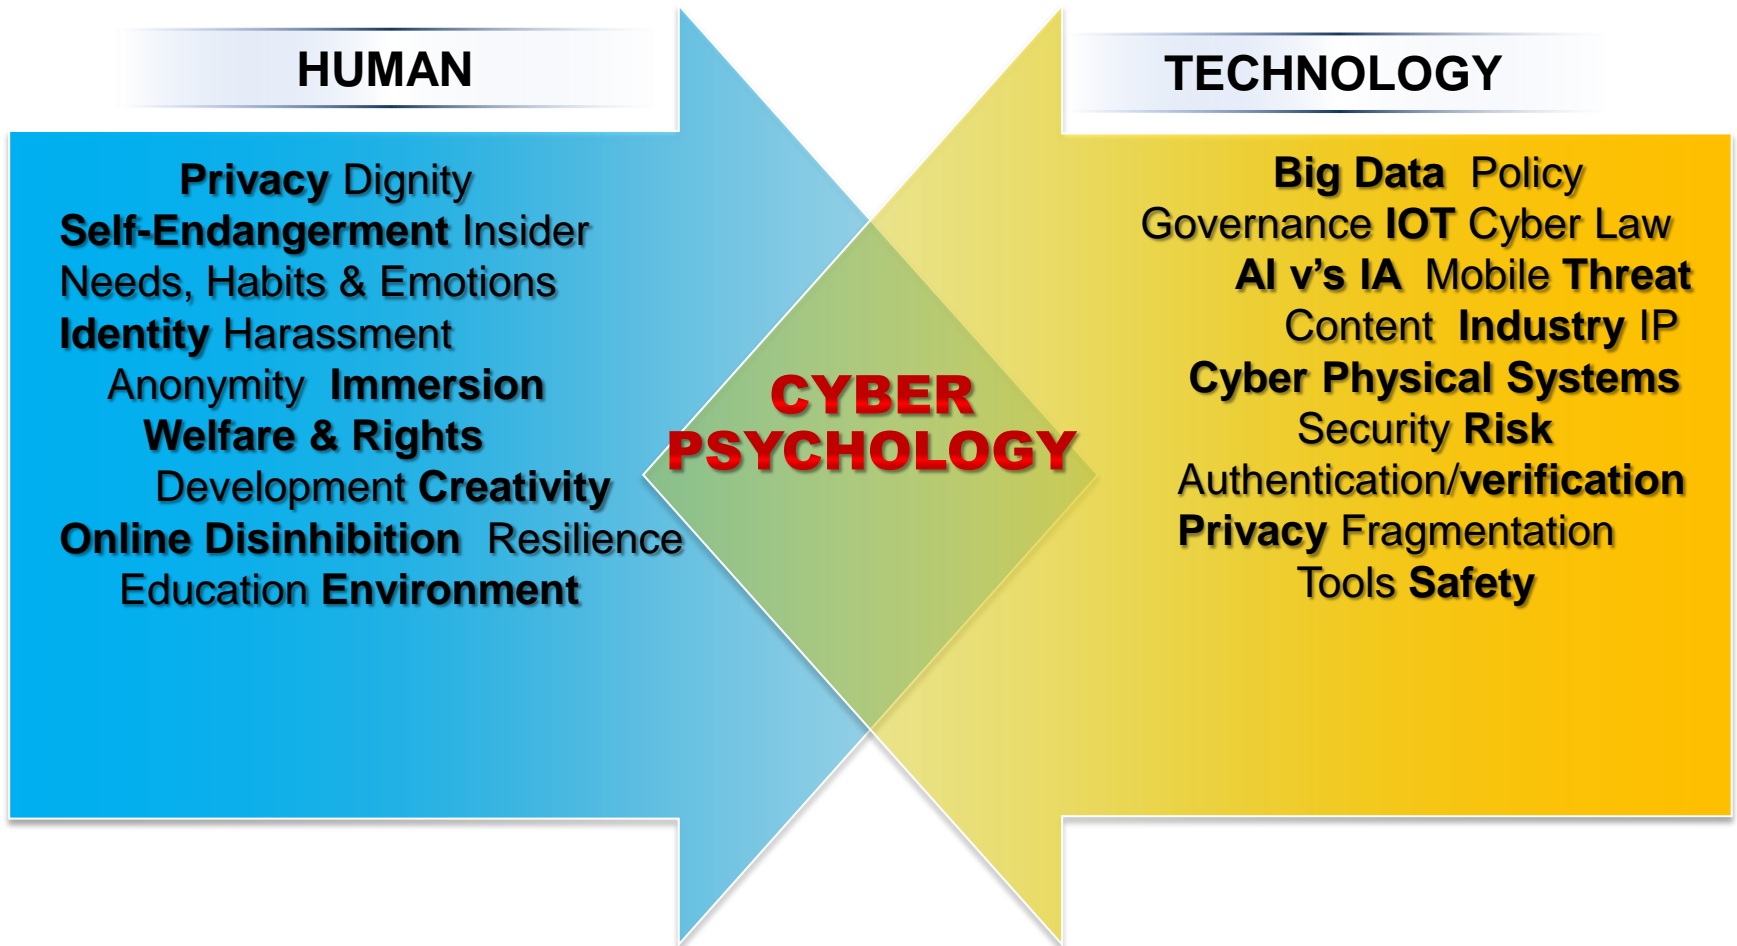 HUMAN
Privacy Dignity
Self-Endangerment Insider
Needs, Habits & Emotions
Identity Harassment
Anonymity Immersion
Welfare & Rights
Development Creativity
Online Disinhibition Resilience
Education Environment
CYBER
PSYCHOLOGY
TECHNOLOGY
Big Data Policy
Governance IOT Cyber Law
AI v’s IA Mobile Threat
Content Industry IP
Cyber Physical Systems
Security Risk
Authentication/verification
Privacy Fragmentation
Tools Safety